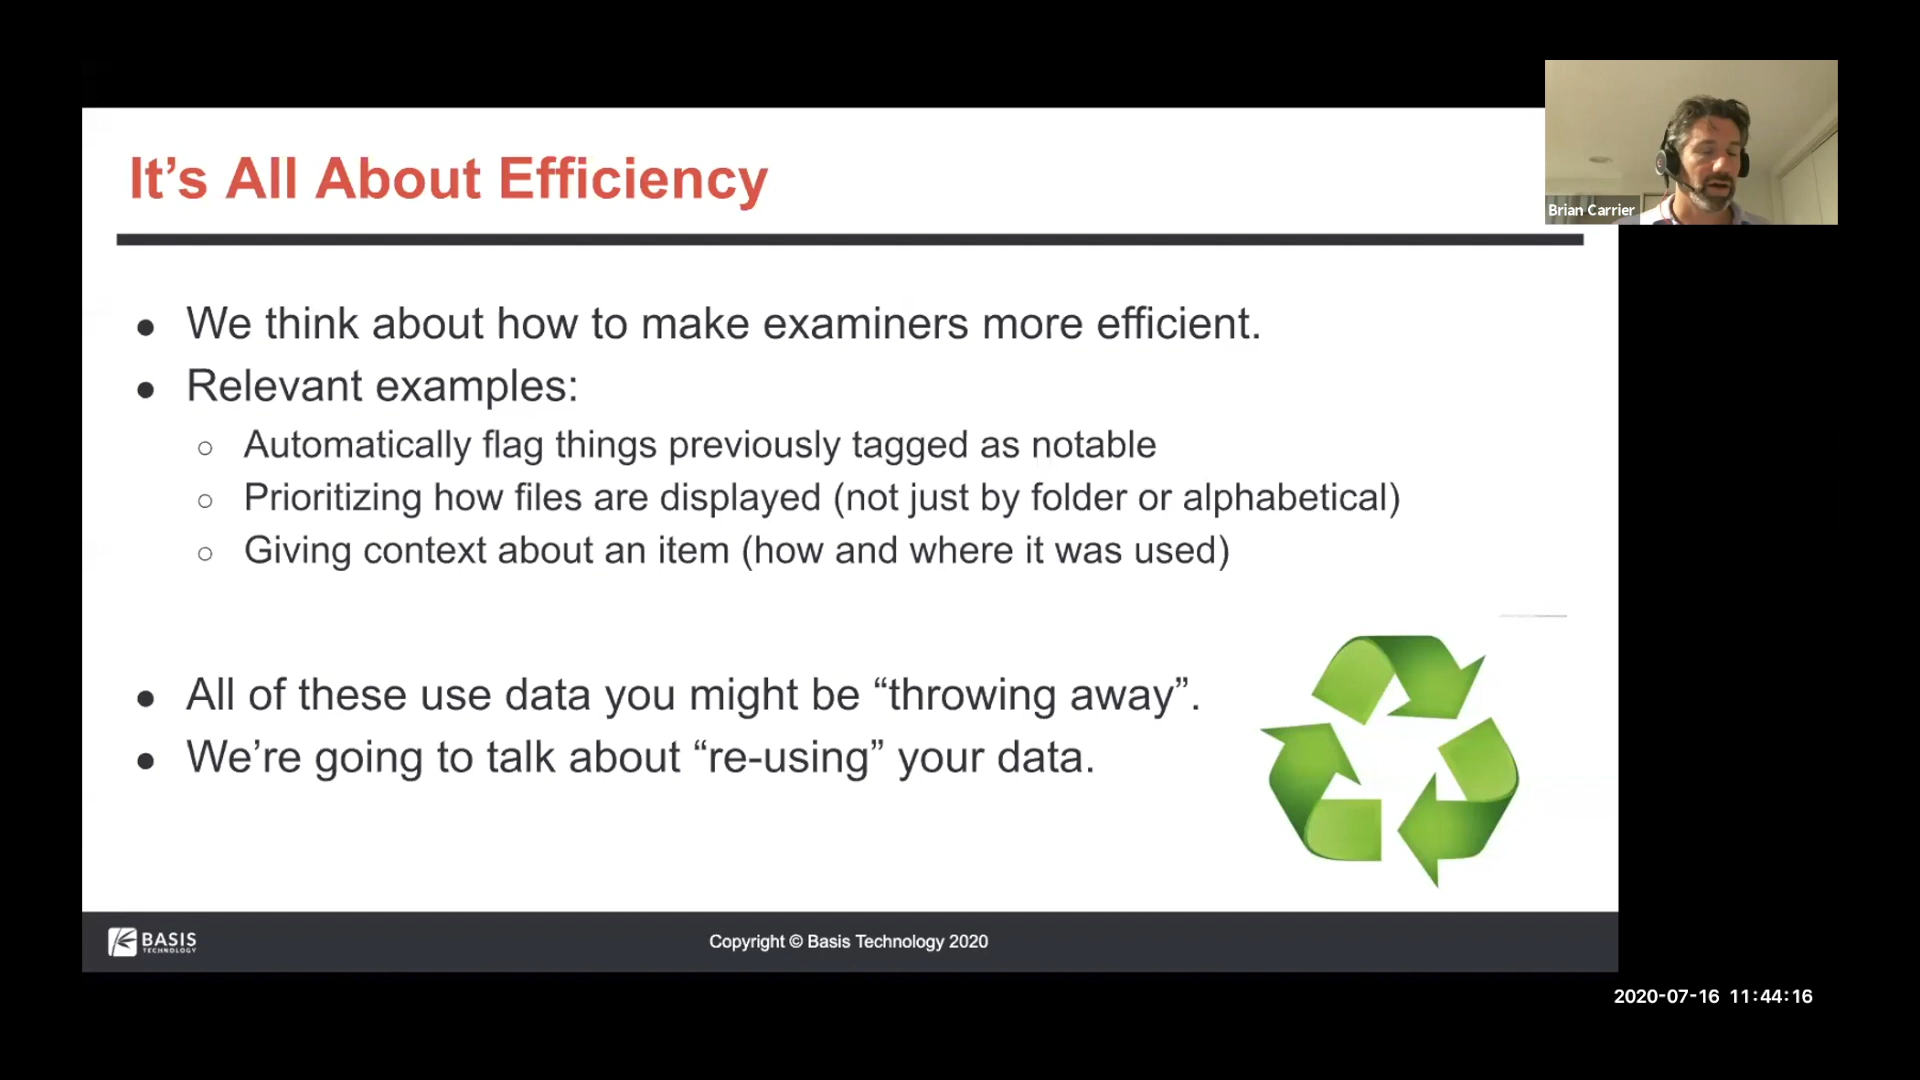 It’s All About Efficiency
Brian Carrier
● We think about how to make examiners more efficient.
● Relevant examples:
○ Automatically flag things previously tagged as notable
○ Prioritizing how files are displayed (not just by folder or alphabetical)
○ Giving context about an item (how and where it was used)
● All of these use data you might be “throwing away”.
● We’re going to talk about “re-using” your data.
BASIS
TECHNOLOGY
Copyright © Basis Technology 2020
2020-07-16 11:44:16